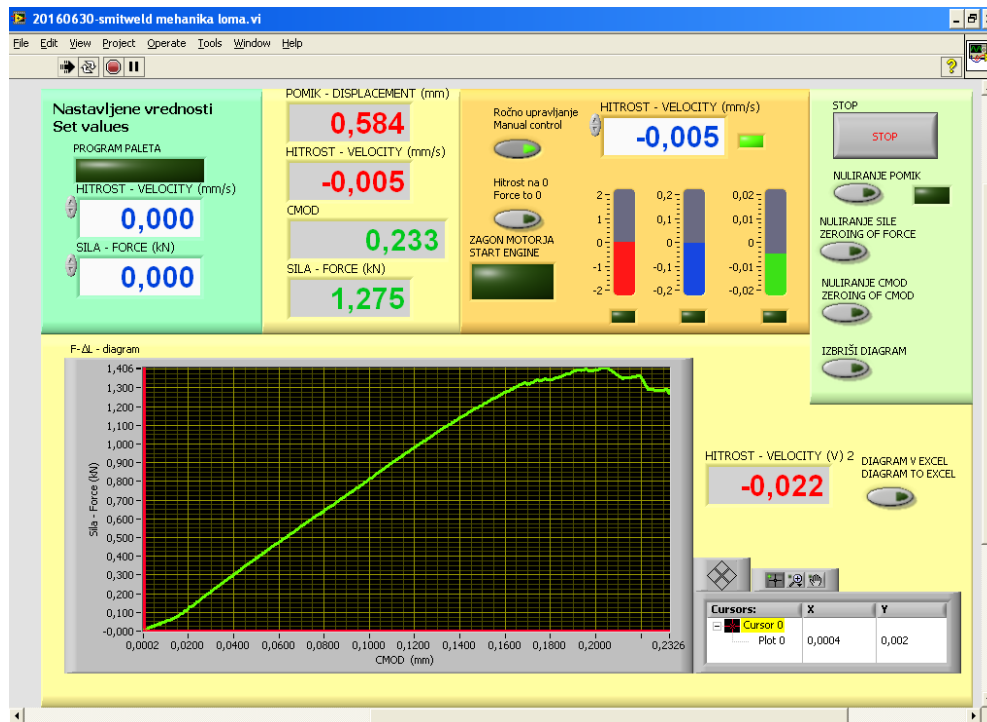 20160630-smitweld mehanika loma.vi
File Edit View Project Operate Tools Window Help
Nastavljene vrednosti
Set values
PROGRAM PALETA
HITROST - VELOCITY (mm/s)
0,000
SILA - FORCE (kN)
0,000
POMIK - DISPLACEMENT (mm)
0,584
HITROST - VELOCITY (mm/s)
-0,005
CMOD
0,233
SILA - FORCE (kN)
1,275
Ročno upravljanje
Manual control
HITROST - VELOCITY (mm/s)
-0,005
Hitrost na 0
Force to 0
ZAGON MOTORJA
START ENGINE
2 0,2 0,02
1 0,1 0,01
0 0 0
-1 -0,1 -0,01
-2 -0,2 -0,02
STOP
STOP
NULIRANJE POMIK
NULIRANJE SILE
ZEROING OF FORCE
NULIRANJE CMOD
ZEROING OF CMOD
IZBRIŠI DIAGRAM
F-ΔL - diagram
1,406
1,300
1,200
1,100
1,000
0,900
0,800
0,700
0,600
0,500
0,400
0,300
0,200
0,100
-0,000
Sila - Force (kN)
0,0002 0,0200 0,0400 0,0600 0,0800 0,1000 0,1200 0,1400 0,1600 0,1800 0,2000 0,2326
CMOD (mm)
HITROST - VELOCITY (V) 2
-0,022
DIAGRAM V EXCEL
DIAGRAM TO EXCEL
Cursors: X Y
Cursor 0
Plot 0 0,0004 0,002